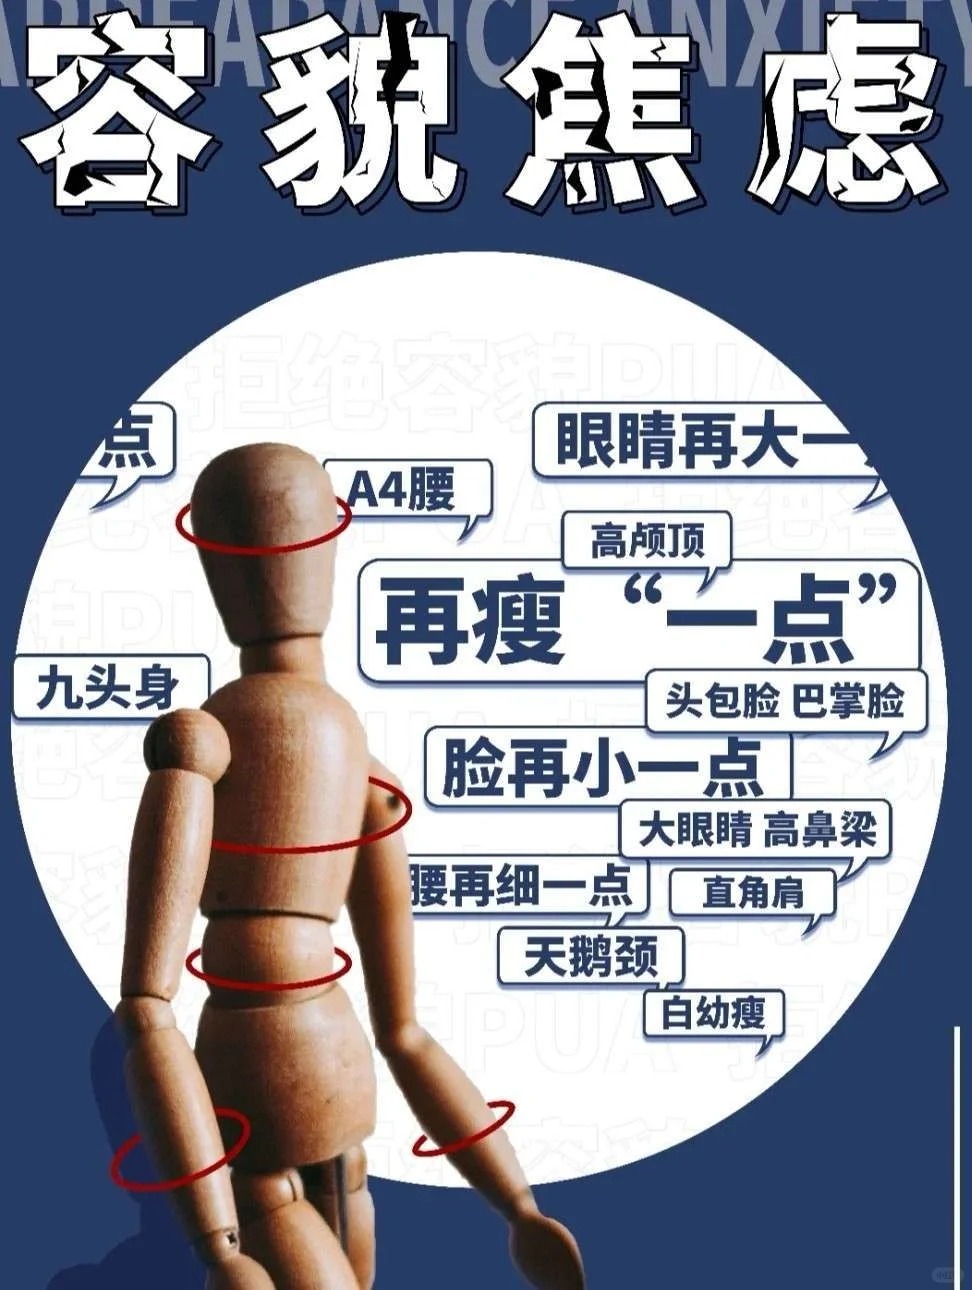 APPEARANCE ANXIETY
容貌焦虑
拒绝容貌PUA
点
眼睛再大一
A4腰
高颅顶
再瘦“一点”
九头身
头包脸 巴掌脸
脸再小一点
大眼睛 高鼻梁
腰再细一点
直角肩
天鹅颈
白幼瘦